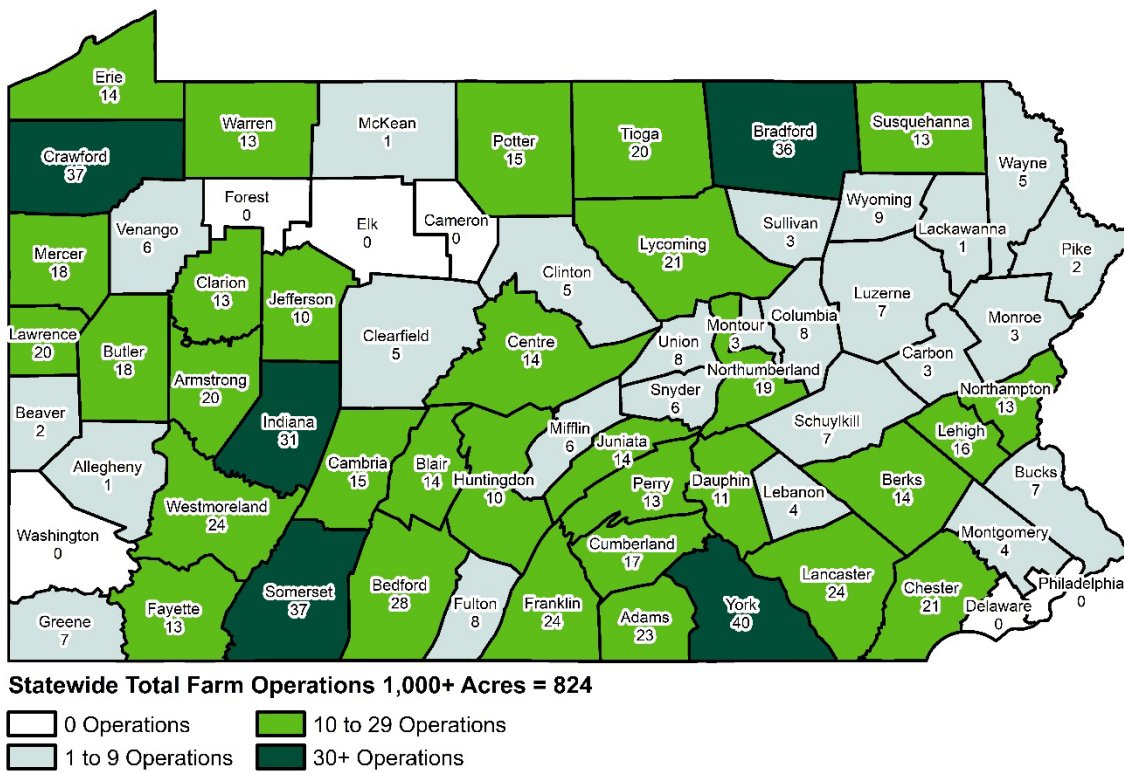 Erie
14
Warren
13
McKean
1
Potter
15
Tioga
20
Bradford
36
Susquehanna
13
Wayne
5
Crawford
37
Forest
0
Elk
0
Cameron
0
Venango
6
Mercer
18
Clarion
13
Jefferson
10
Clinton
5
Lycoming
21
Sullivan
3
Wyoming
9
Lackawanna
1
Pike
2
Luzerne
7
Monroe
3
Lawrence
20
Butler
18
Armstrong
20
Clearfield
5
Centre
14
Union
8
Montour
3
Columbia
8
Northumberland
19
Snyder
6
Carbon
3
Northampton
13
Beaver
2
Indiana
31
Mifflin
6
Juniata
14
Schuylkill
7
Lehigh
16
Allegheny
1
Westmoreland
24
Cambria
15
Blair
14
Huntingdon
10
Perry
13
Dauphin
11
Lebanon
4
Berks
14
Bucks
7
Montgomery
4
Washington
0
Cumberland
17
Lancaster
24
Chester
21
Delaware
0
Philadelphia
0
Greene
7
Fayette
13
Somerset
37
Bedford
28
Fulton
8
Franklin
24
Adams
23
York
40
Statewide Total Farm Operations 1,000+ Acres = 824
0 Operations
10 to 29 Operations
1 to 9 Operations
30+ Operations